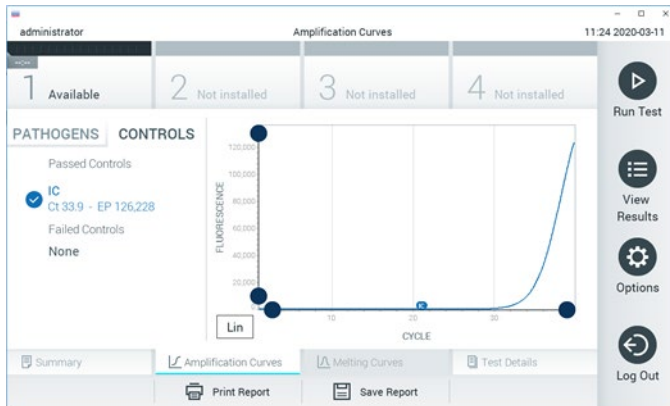 administrator
Amplification Curves
11:24 2020-03-11
1 Available
2 Not installed
3 Not installed
4 Not installed
Run Test
PATHOGENS
CONTROLS
Passed Controls
IC
Ct 33.9 - EP 126,228
Failed Controls
None
FLUORESCENCE
120,000
100,000
80,000
60,000
40,000
20,000
0
10
20
30
CYCLE
IC
Lin
View
Results
Options
Log Out
Summary
Amplification Curves
Melting Curves
Test Details
Print Report
Save Report